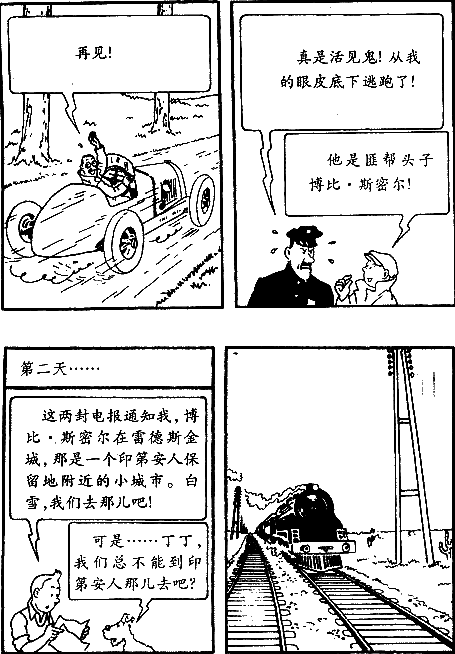 再见!
真是活见鬼! 从我
的眼皮底下逃跑了!
他是匪帮头子
博比·斯密尔!
第二天……
这两封电报通知我,博
比·斯密尔在雷德斯金
城,那是一个印第安人保
留地附近的小城市。白
雪,我们去那儿吧!
可是……丁丁,
我们总不能到印
第安人那儿去吧?